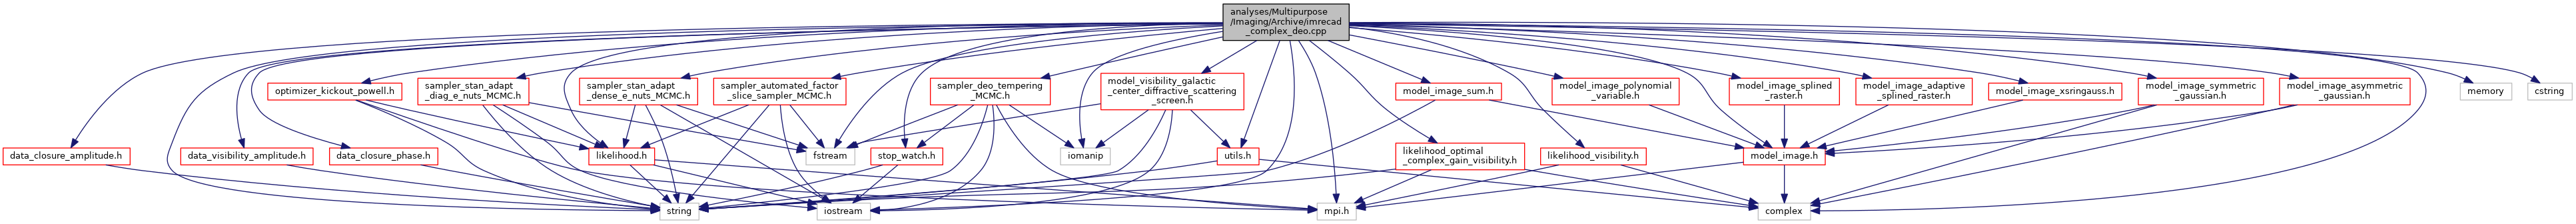 analyses/Multipurpose
/Imaging/Archive/imrecad
_complex_deo.cpp
optimizer_kickout_powell.h
sampler_stan_adapt
_diag_e_nuts_MCMC.h
sampler_stan_adapt
_dense_e_nuts_MCMC.h
sampler_automated_factor
_slice_sampler_MCMC.h
sampler_deo_tempering
_MCMC.h
model_visibility_galactic
_center_diffractive_scattering
_screen.h
model_image_sum.h
model_image_polynomial
_variable.h
model_image_splined
_raster.h
model_image_adaptive
_splined_raster.h
model_image_xsringauss.h
model_image_symmetric
_gaussian.h
model_image_asymmetric
_gaussian.h
memory
cstring
data_closure_amplitude.h
data_visibility_amplitude.h
data_closure_phase.h
likelihood.h
fstream
stop_watch.h
iomanip
utils.h
likelihood_optimal
_complex_gain_visibility.h
likelihood_visibility.h
model_image.h
string
iostream
mpi.h
complex